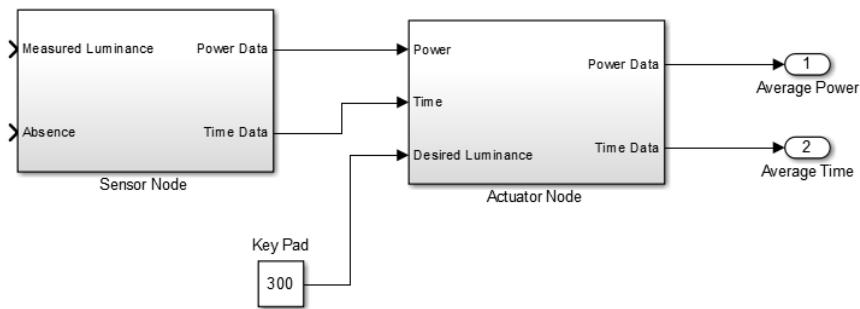 Measured Luminance
Power Data
Absence
Time Data
Sensor Node
Power
Power Data
Time
Desired Luminance
Time Data
Actuator Node
1
Average Power
2
Average Time
Key Pad
300